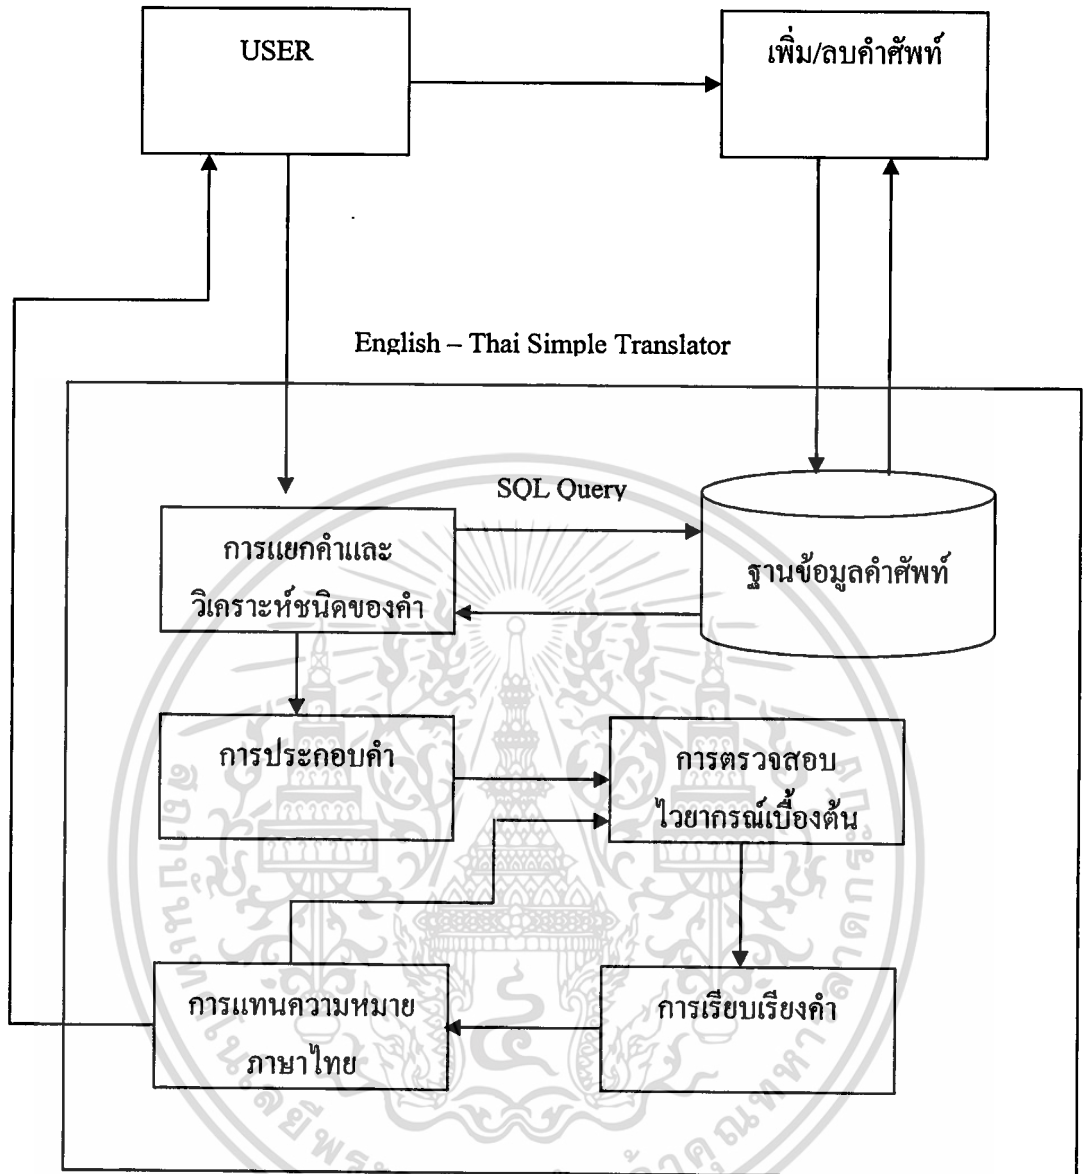 USER
เพิ่ม/ลบคำศัพท์
English – Thai Simple Translator
SQL Query
การแยกคำและ
วิเคราะห์ชนิดของคำ
ฐานข้อมูลคำศัพท์
การประกอบคำ
การตรวจสอบ
ไวยากรณ์เบื้องต้น
การแทนความหมาย
ภาษาไทย
การเรียบเรียงคำ